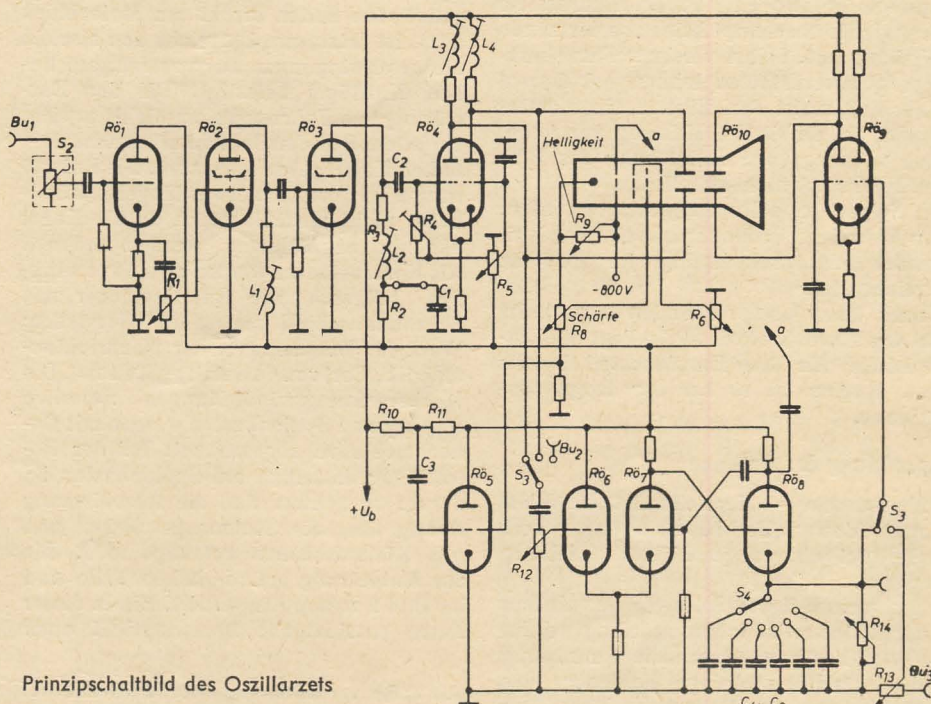 L₃ L₄
Bu₁
S₂
Rö₁
Rö₂
Rö₃
Rö₄
Rö₁₀
Rö₉
Helligkeit
a
C₂
R₄
R₃
L₂
R₉
R₁
L₁
C₁
R₅
R₂
-800V
Schärfe
R₈
R₆
a
R₁₀
R₁₁
C₃
Rö₅
S₃
Bu₂
Rö₆
Rö₇
Rö₈
S₃
+U_b
R₁₂
S₄
R₁₄
R₁₃
Bu₃
Prinzipschaltbild des Oszillarzets